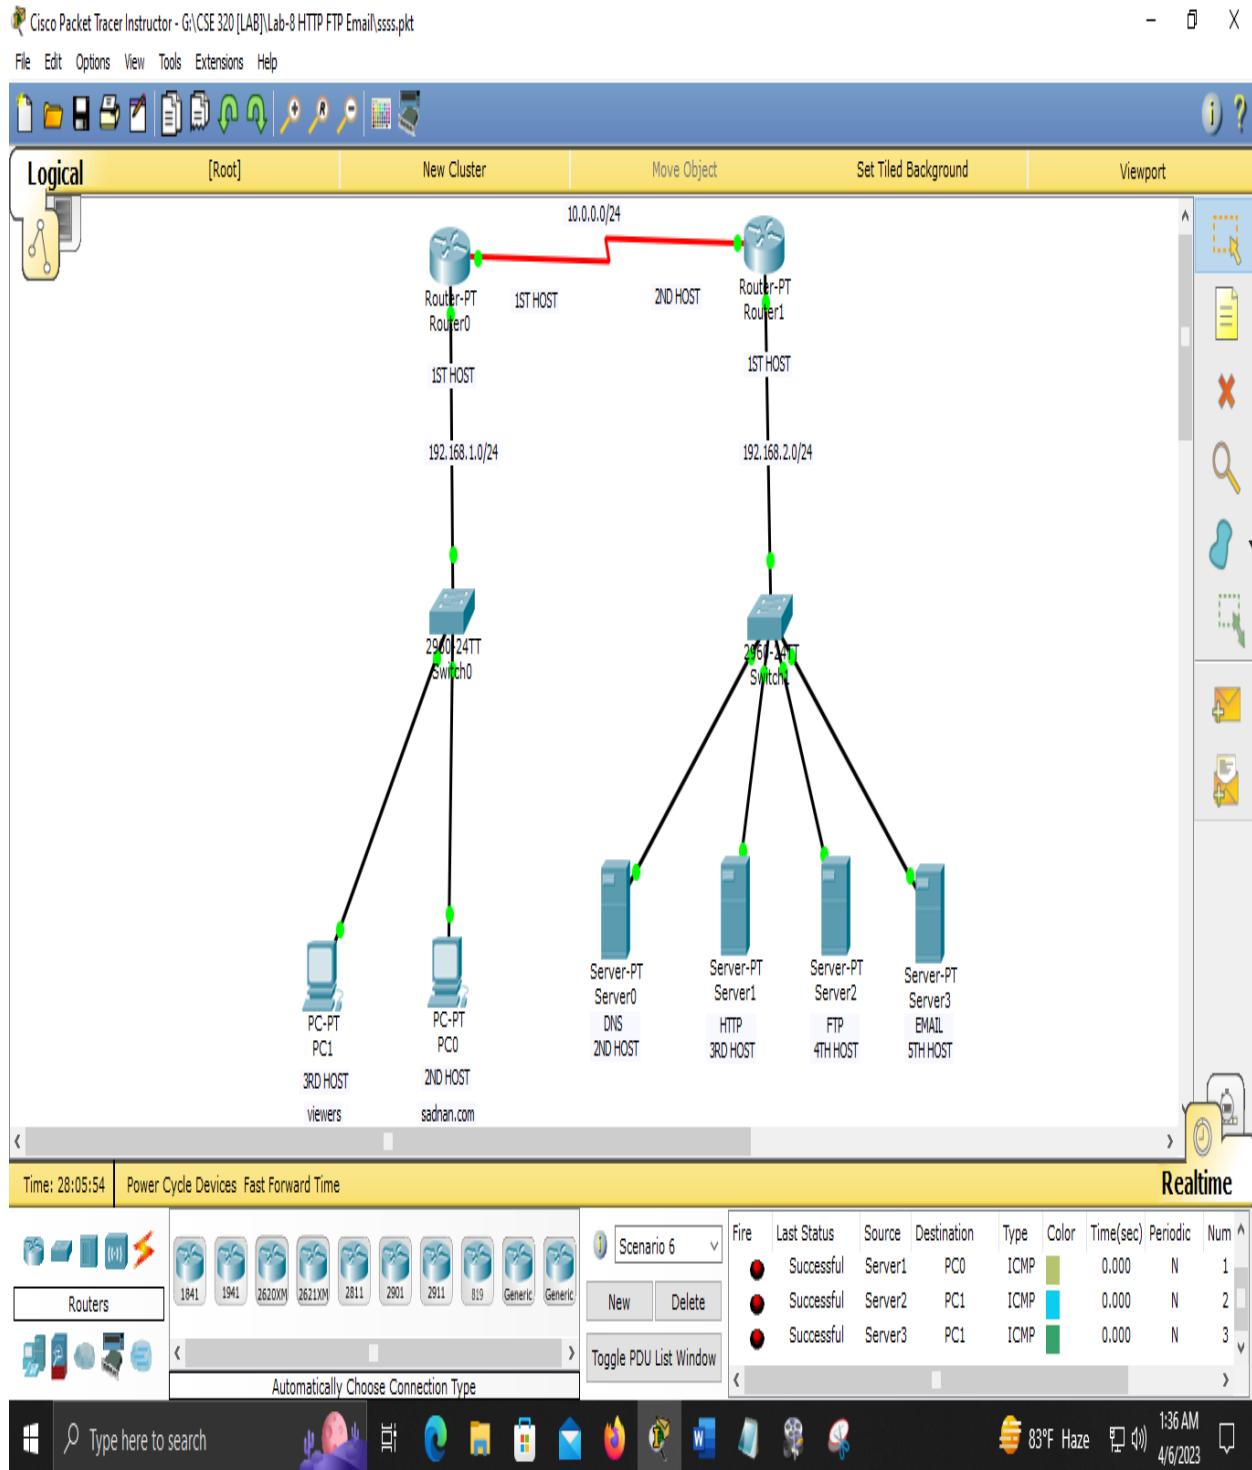 Cisco Packet Tracer Instructor - G:\CSE 320 [LAB]\Lab-8 HTTP FTP Email\ssss.pkt
File Edit Options View Tools Extensions Help
Logical [Root] New Cluster Move Object Set Tiled Background Viewport
10.0.0.0/24
Router-PT
Router0
1ST HOST
2ND HOST
Router-PT
Router1
1ST HOST
1ST HOST
192.168.1.0/24
192.168.2.0/24
2960-24TT
Switch0
2960-24TT
Switch1
Server-PT
Server0
DNS
2ND HOST
Server-PT
Server1
HTTP
3RD HOST
Server-PT
Server2
FTP
4TH HOST
Server-PT
Server3
EMAIL
5TH HOST
PC-PT
PC1
3RD HOST
viewers
PC-PT
PC0
2ND HOST
sadnan.com
Time: 28:05:54 Power Cycle Devices Fast Forward Time Realtime
Routers
1841 1941 2620XM 2621XM 2811 2901 2911 819 Generic Generic
Automatically Choose Connection Type
Scenario 6
New Delete
Toggle PDU List Window
Fire Last Status Source Destination Type Color Time(sec) Periodic Num
Successful Server1 PC0 ICMP 0.000 N 1
Successful Server2 PC1 ICMP 0.000 N 2
Successful Server3 PC1 ICMP 0.000 N 3
Type here to search
83°F Haze
1:36 AM
4/6/2023